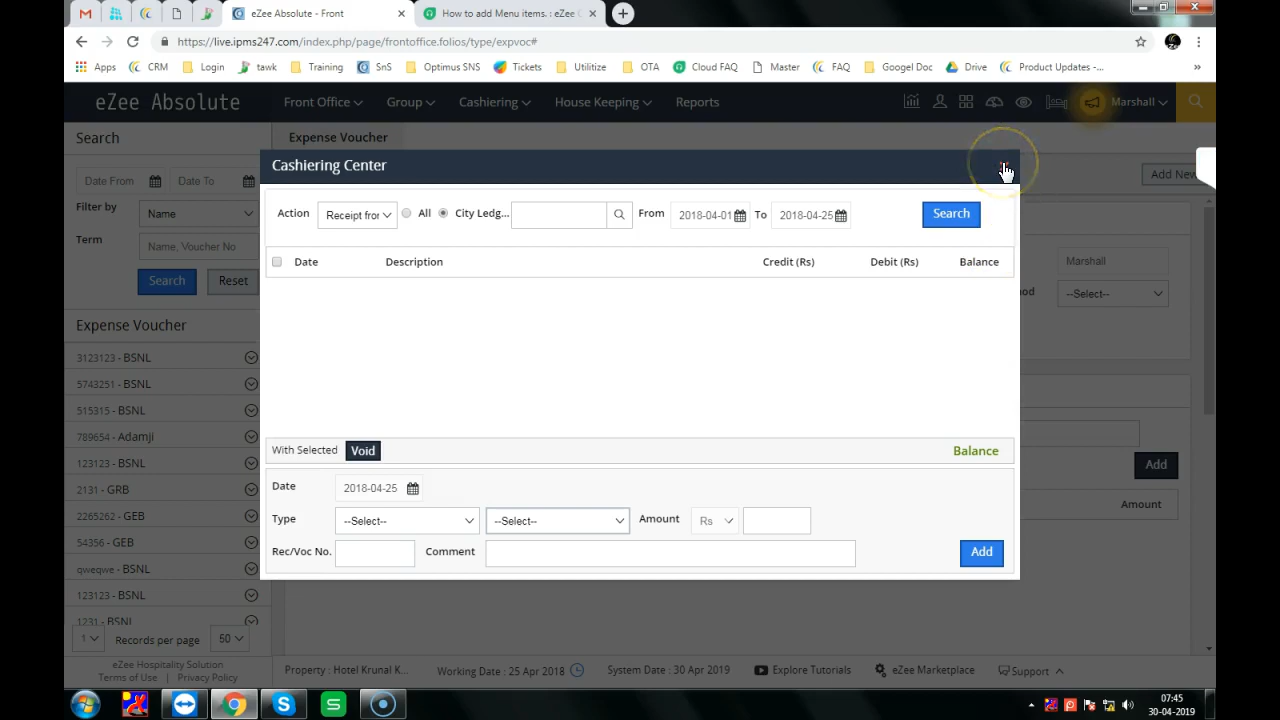 eZee Absolute - Front
How to add Menu items. : eZee C
https://live.ipms247.com/index.php/page/frontoffice.folios/type/expvoc#
Apps CRM Login tawk Training SnS Optimus SNS Tickets Utilitize OTA Cloud FAQ Master FAQ Googel Doc Drive Product Updates -... »
eZee Absolute Front Office Group Cashiering House Keeping Reports Marshall
Search
Expense Voucher
Cashiering Center
Date From Date To
Add New
Filter by Name
Action Receipt fror All City Ledg... From 2018-04-01 To 2018-04-25 Search
Term Name, Voucher No
Date Description Credit (Rs) Debit (Rs) Balance
Marshall
Search Reset
od --Select--
Expense Voucher
3123123 - BSNL
5743251 - BSNL
515315 - BSNL
789654 - Adamji
123123 - BSNL
2131 - GRB
2265262 - GEB
54356 - GEB
qweqwe - BSNL
123123 - BSNL
1231 - BSNL
With Selected Void Balance
Add
Date 2018-04-25
Amount
Type --Select-- --Select-- Amount Rs
Rec/Voc No. Comment Add
1 Records per page 50
eZee Hospitality Solution
Terms of Use | Privacy Policy
Property : Hotel Krunal K... Working Date : 25 Apr 2018 System Date : 30 Apr 2019 Explore Tutorials eZee Marketplace Support
07:45
30-04-2019